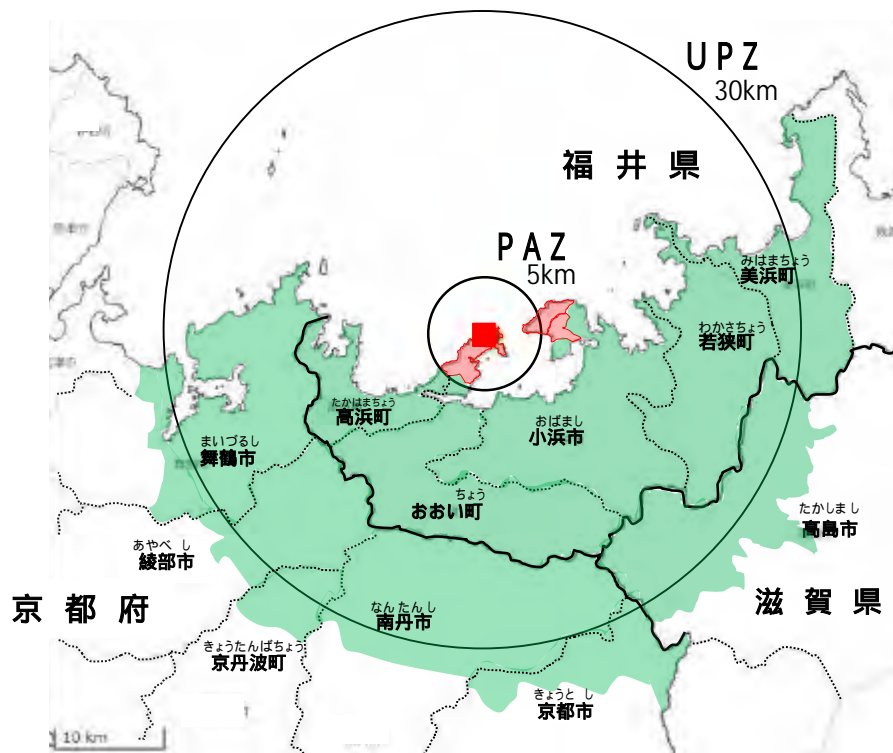 UPZ
30km
福井県
PAZ
5km
みはまちょう
美浜町
わかさちょう
若狭町
たかはまちょう
高浜町
おばまし
小浜市
まいづるし
舞鶴市
ちょう
おおい町
たかしまし
高島市
あやべし
綾部市
京都府
滋賀県
なんたんし
南丹市
きょうたんばちょう
京丹波町
きょうとし
京都市
10 km